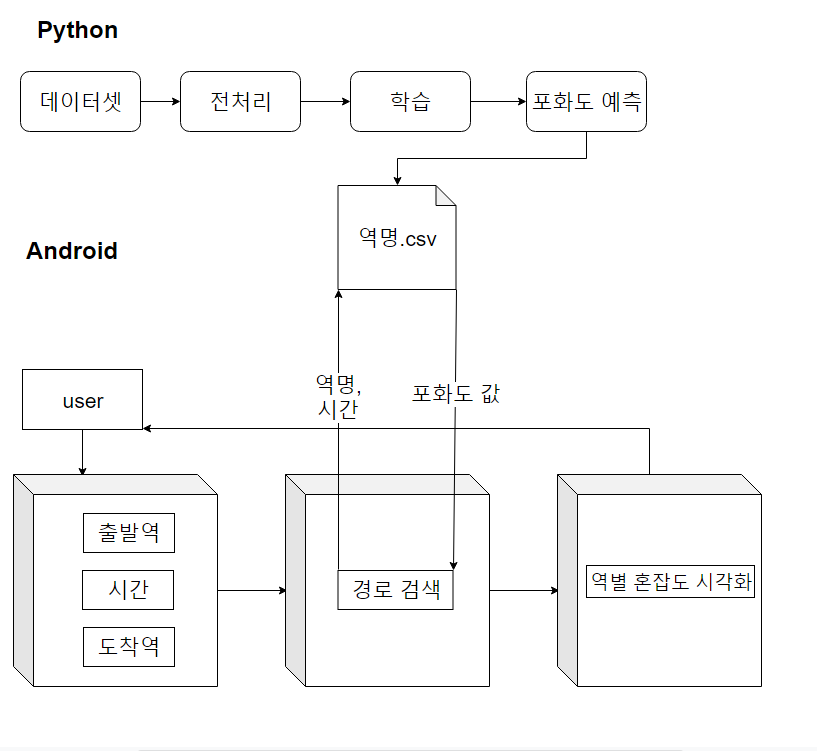 Python
데이터셋
전처리
학습
포화도 예측
역명.csv
Android
역명,
시간
포화도 값
user
출발역
시간
도착역
경로 검색
역별 혼잡도 시각화